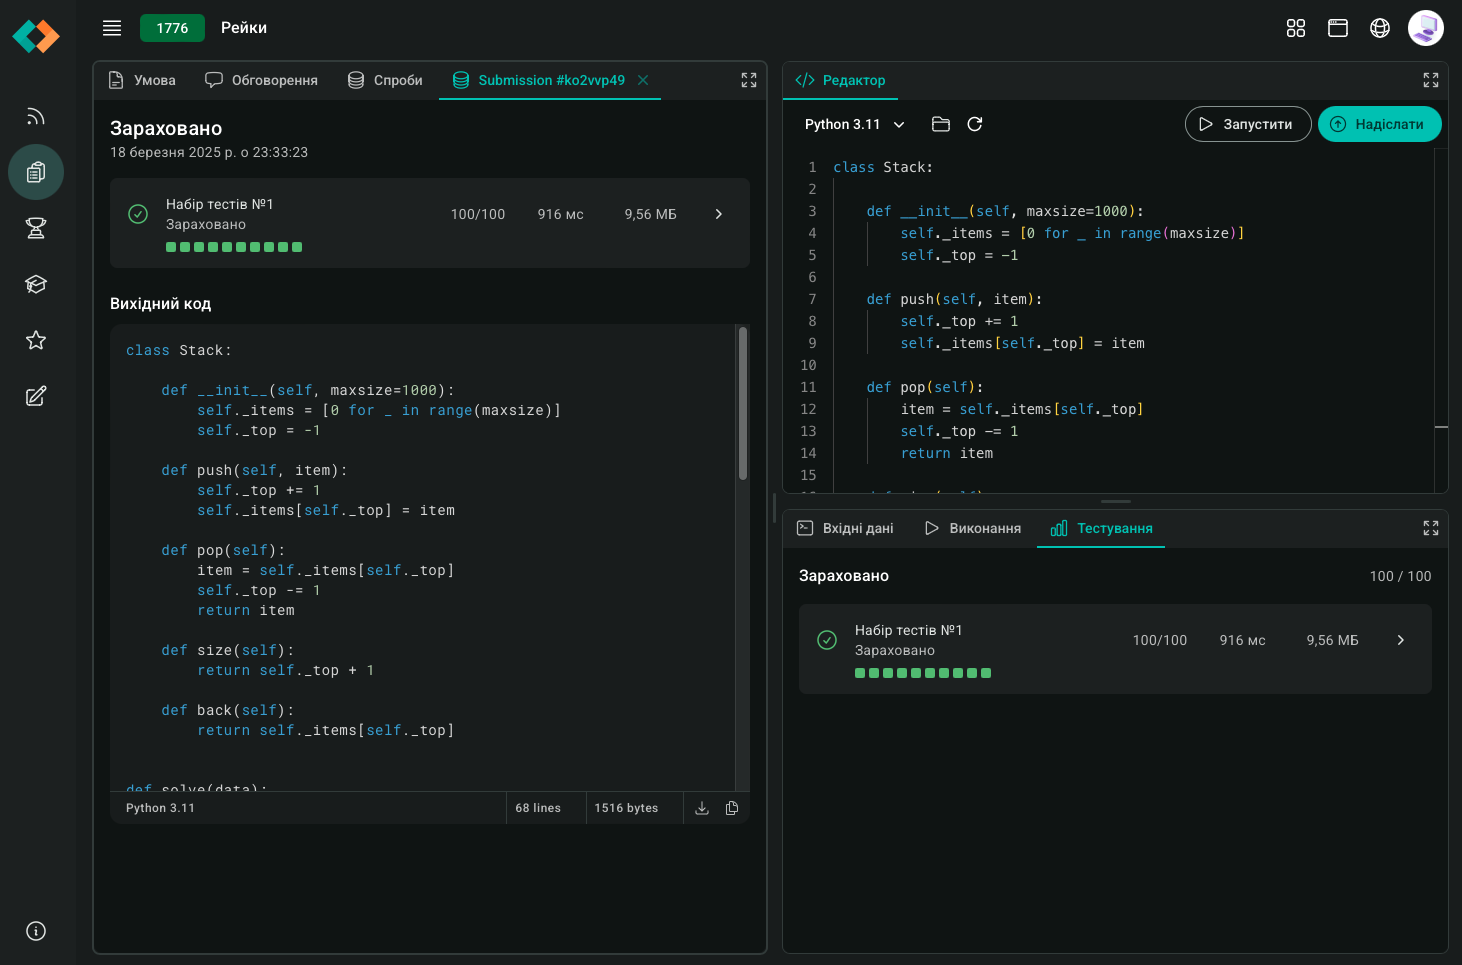 1776 Рейки
Умова Обговорення Спроби Submission #ko2vvp49
Зараховано
18 березня 2025 р. о 23:33:23
Набір тестів №1
Зараховано
100/100 916 мс 9,56 МБ
Вихідний код
class Stack:
    def __init__(self, maxsize=1000):
        self._items = [0 for _ in range(maxsize)]
        self._top = -1
    def push(self, item):
        self._top += 1
        self._items[self._top] = item
    def pop(self):
        item = self._items[self._top]
        self._top -= 1
        return item
    def size(self):
        return self._top + 1
    def back(self):
        return self._items[self._top]
def solve(data):
Python 3.11 68 lines 1516 bytes
Редактор
Python 3.11 Запустити Надіслати
1 class Stack:
2
3     def __init__(self, maxsize=1000):
4         self._items = [0 for _ in range(maxsize)]
5         self._top = -1
6
7     def push(self, item):
8         self._top += 1
9         self._items[self._top] = item
10
11     def pop(self):
12         item = self._items[self._top]
13         self._top -= 1
14         return item
15
Вхідні дані Виконання Тестування
Зараховано 100 / 100
Набір тестів №1
Зараховано
100/100 916 мс 9,56 МБ